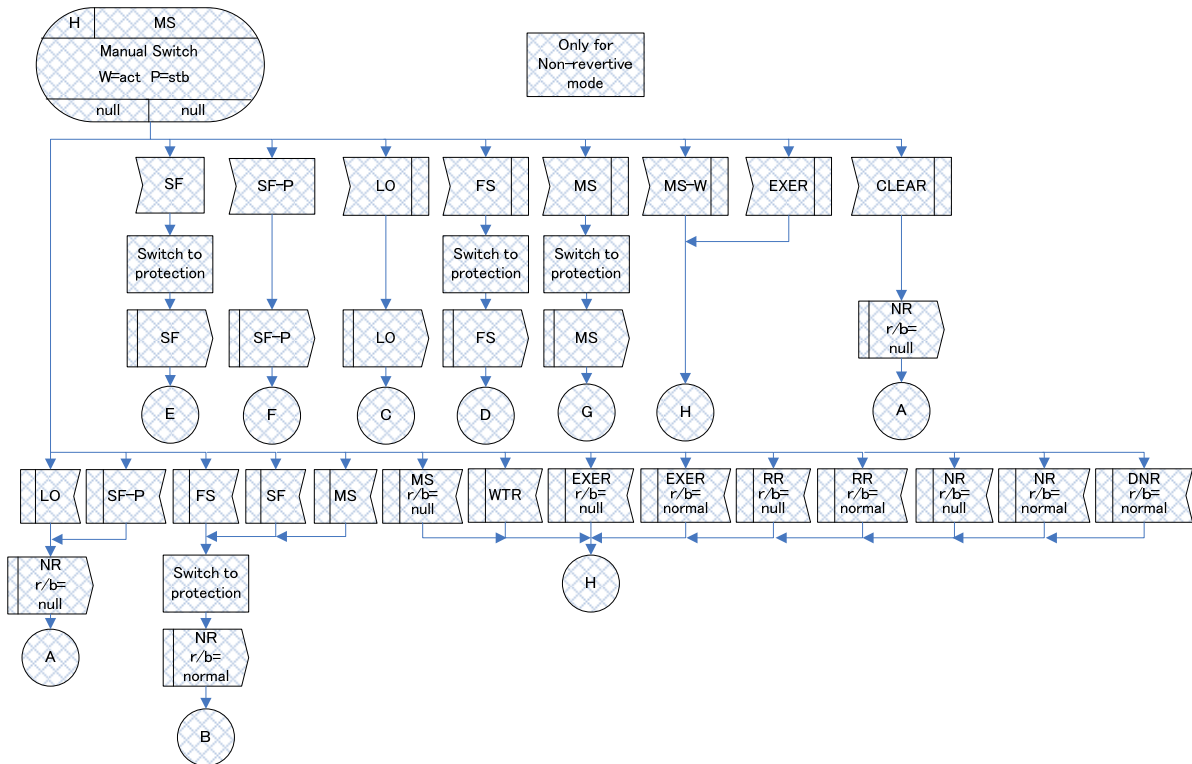 H MS
Manual Switch
W=act P=stb
null null
Only for
Non-revertive
mode
SF SF-P LO FS MS MS-W EXER CLEAR
Switch to
protection
Switch to
protection
Switch to
protection
SF SF-P LO FS MS
NR
r/b=
null
E F C D G H A
LO SF-P FS SF MS
MS
r/b=
null
WTR
EXER
r/b=
null
EXER
r/b=
normal
RR
r/b=
null
RR
r/b=
normal
NR
r/b=
null
NR
r/b=
normal
DNR
r/b=
normal
NR
r/b=
null
A
Switch to
protection
NR
r/b=
normal
B
H